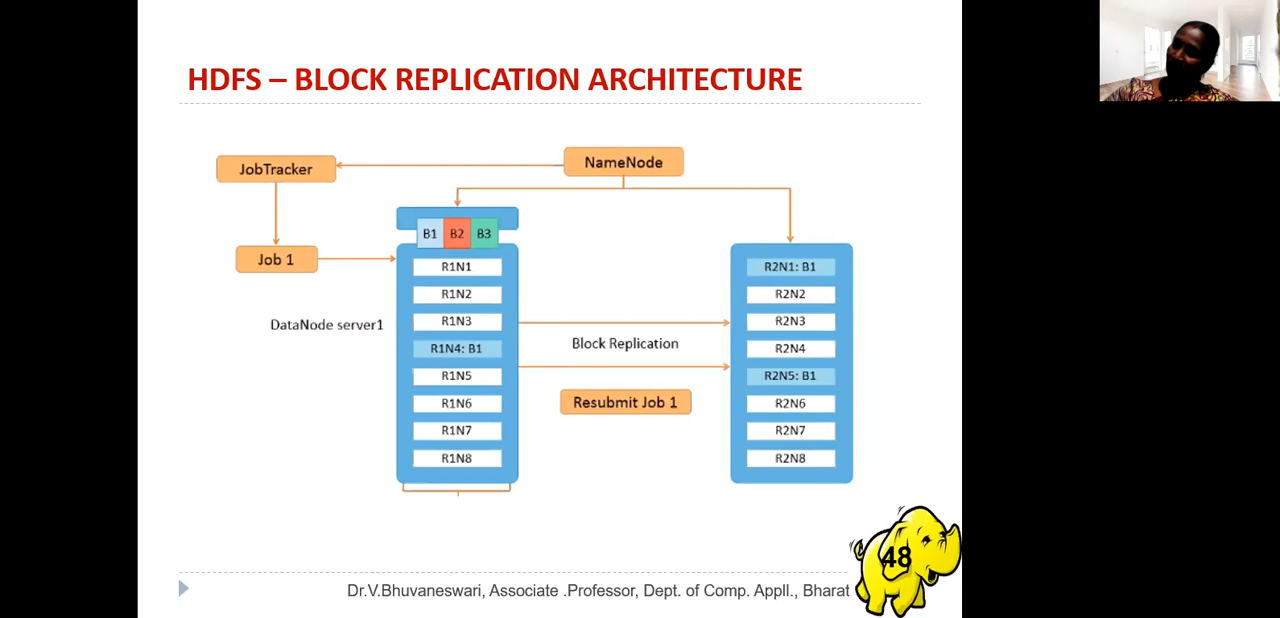 HDFS – BLOCK REPLICATION ARCHITECTURE
NameNode
JobTracker
B1 B2 B3
Job 1
R1N1
R1N2
R1N3
R1N4: B1
R1N5
R1N6
R1N7
R1N8
DataNode server1
Block Replication
Resubmit Job 1
R2N1: B1
R2N2
R2N3
R2N4
R2N5: B1
R2N6
R2N7
R2N8
48
Dr.V.Bhuvaneswari, Associate .Professor, Dept. of Comp. Appll., Bharat